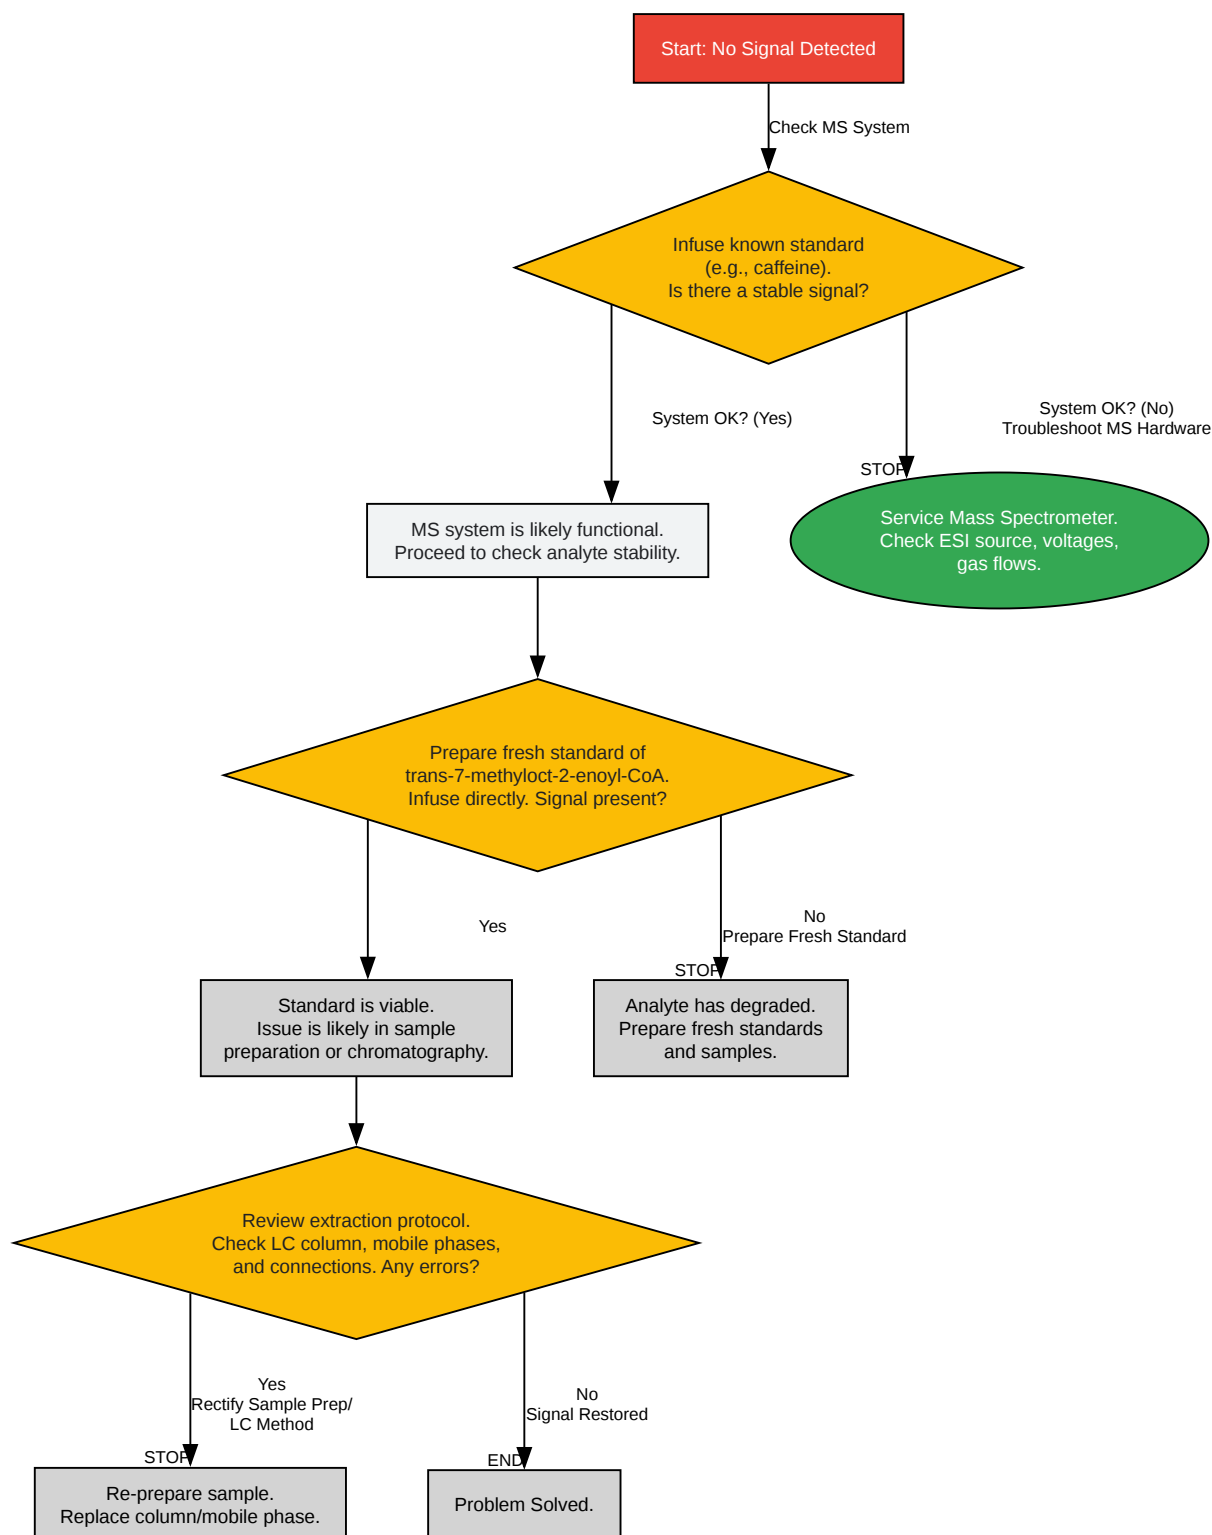 Start: No Signal Detected
Check MS System
Infuse known standard
(e.g., caffeine).
Is there a stable signal?
System OK? (Yes)
System OK? (No)
Troubleshoot MS Hardware
STOP
MS system is likely functional.
Proceed to check analyte stability.
Service Mass Spectrometer.
Check ESI source, voltages,
gas flows.
Prepare fresh standard of
trans-7-methyloct-2-enoyl-CoA.
Infuse directly. Signal present?
Yes
No
Prepare Fresh Standard
STOP
Standard is viable.
Issue is likely in sample
preparation or chromatography.
Analyte has degraded.
Prepare fresh standards
and samples.
Review extraction protocol.
Check LC column, mobile phases,
and connections. Any errors?
Yes
Rectify Sample Prep/
LC Method
No
Signal Restored
STOP
END
Re-prepare sample.
Replace column/mobile phase.
Problem Solved.